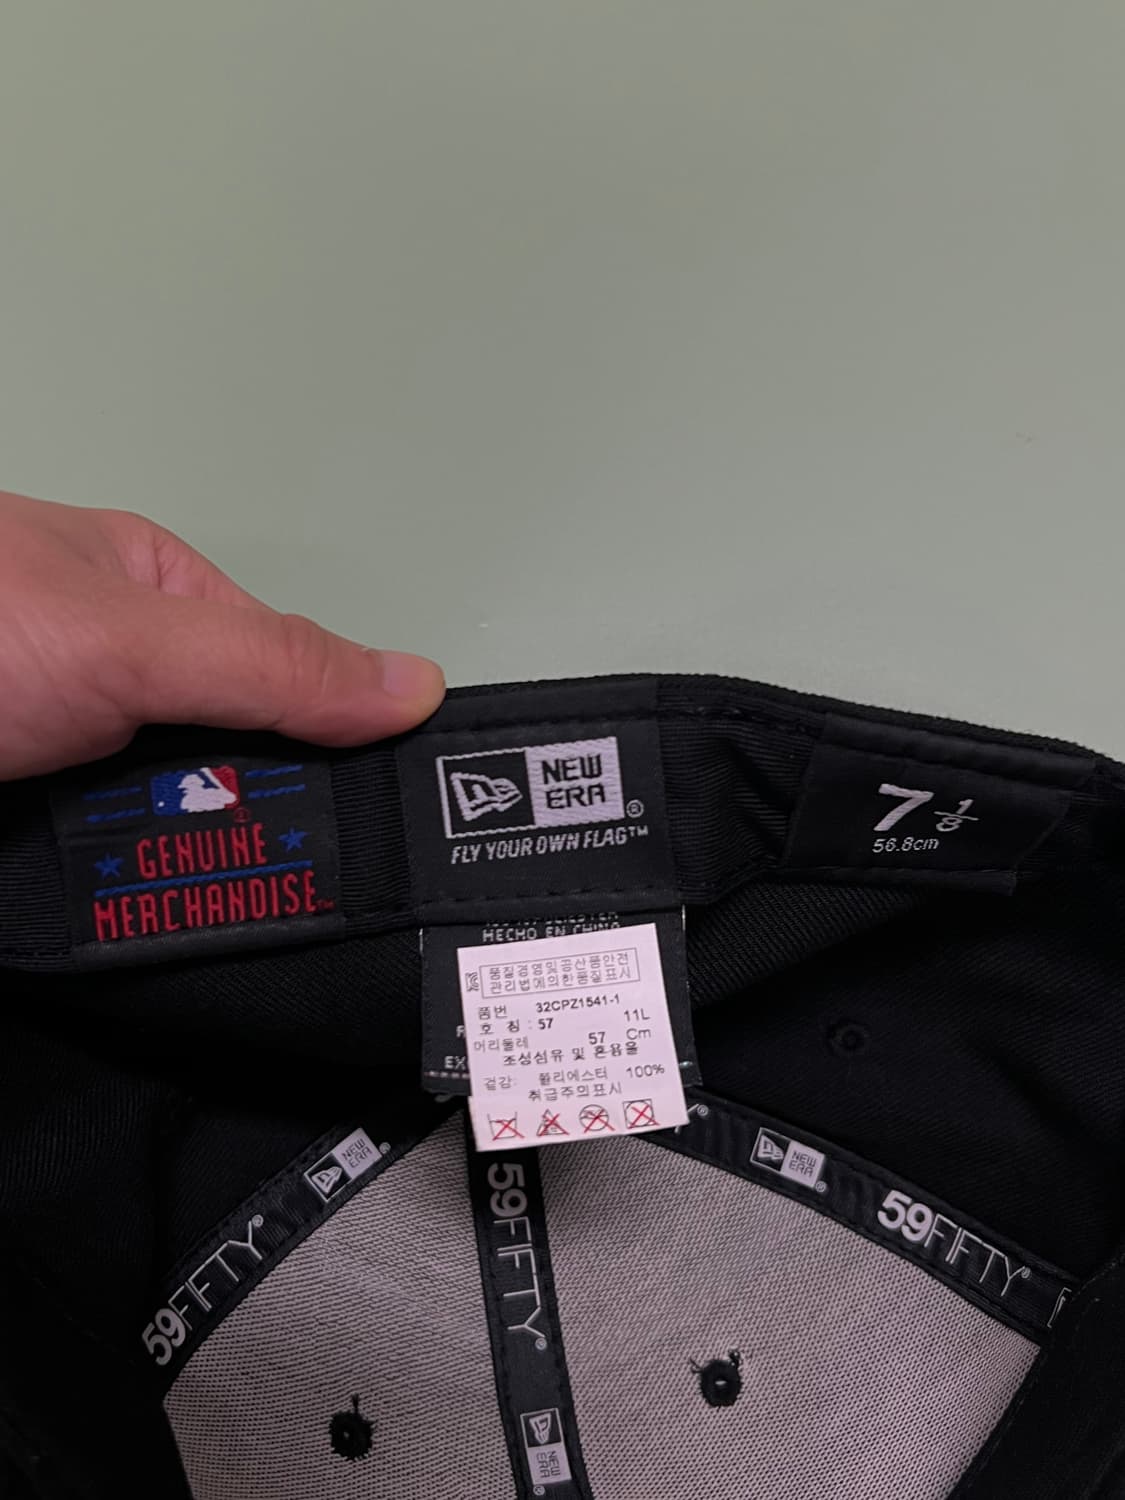 GENUINE
MERCHANDISE™
NEW
ERA®
FLY YOUR OWN FLAG™
7 1/8
56.8cm
HECHO EN CHINA
EX
품질경영및공산품안전
관리법에의한품질표시
품번 32CPZ1541-1
호 칭 : 57 11L
머리둘레 57 Cm
조성섬유 및 혼용율
겉감: 폴리에스터 100%
취급주의표시
NEW
ERA®
59FIFTY®
59FIFTY®
NEW
ERA®
NEW
ERA®
59FIFTY®